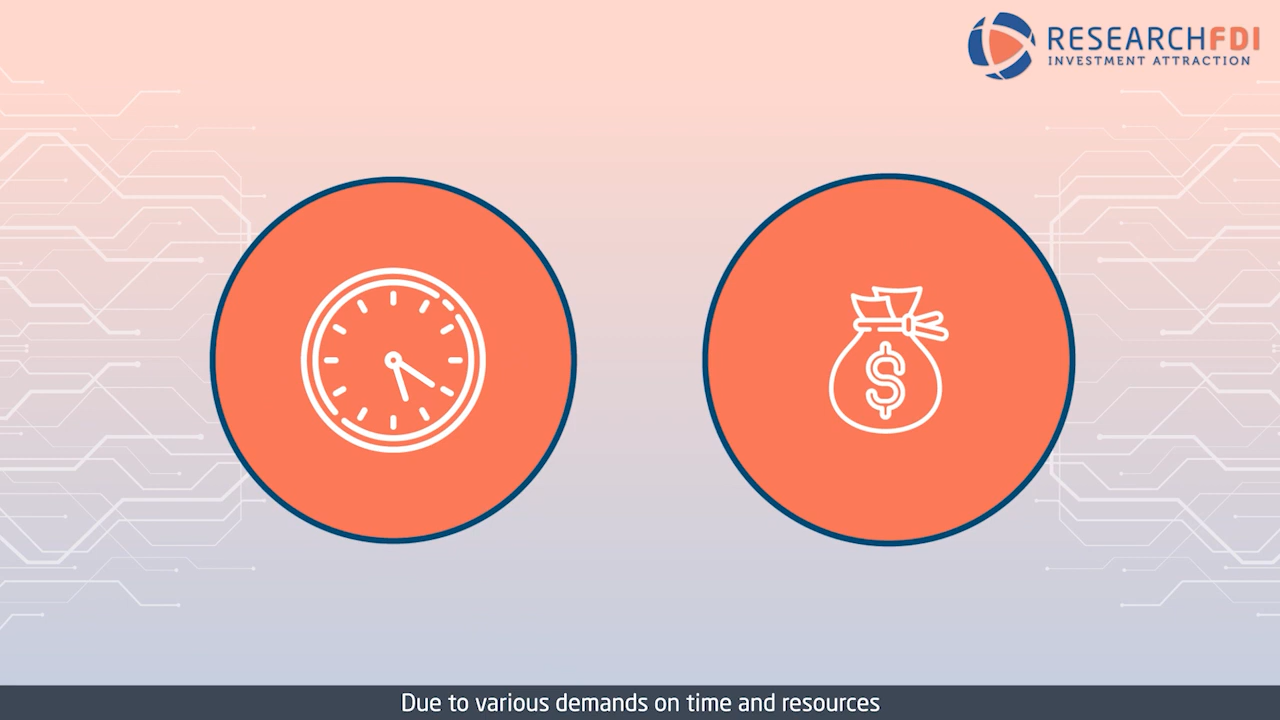 RESEARCHFDI
INVESTMENT ATTRACTION
$
Due to various demands on time and resources